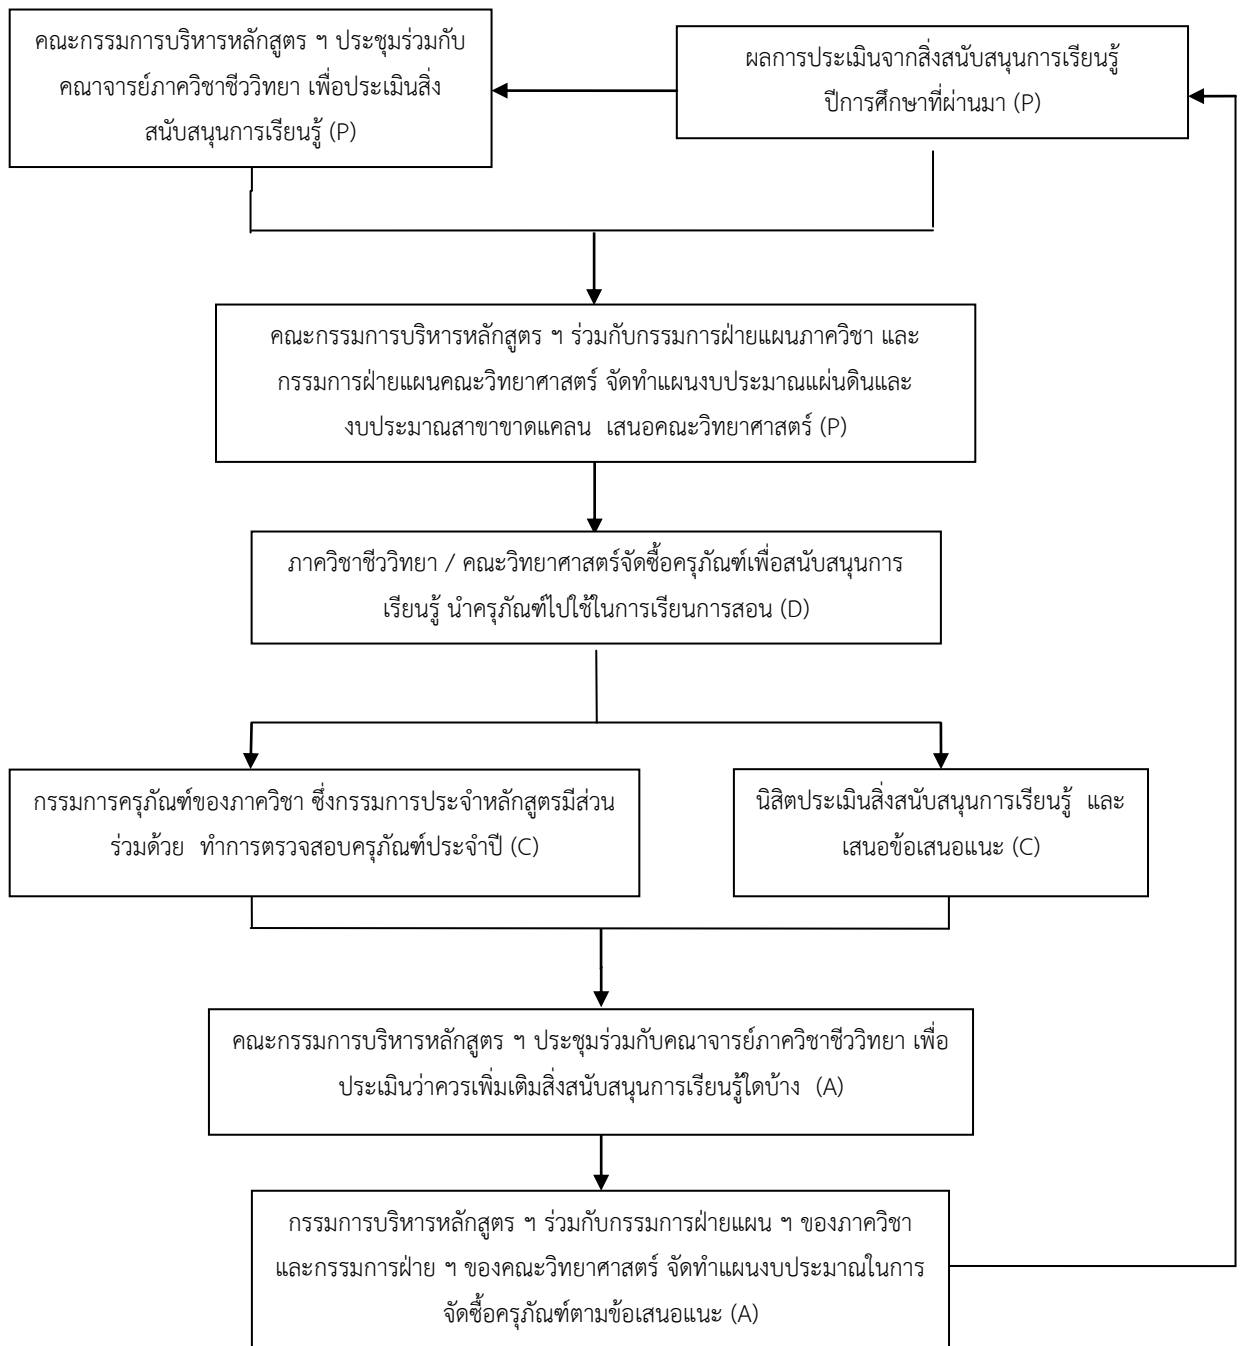 คณะกรรมการบริหารหลักสูตร ฯ ประชุมร่วมกับ
คณาจารย์ภาควิชาชีววิทยา เพื่อประเมินสิ่ง
สนับสนุนการเรียนรู้ (P)
ผลการประเมินจากสิ่งสนับสนุนการเรียนรู้
ปีการศึกษาที่ผ่านมา (P)
คณะกรรมการบริหารหลักสูตร ฯ ร่วมกับกรรมการฝ่ายแผนภาควิชา และ
กรรมการฝ่ายแผนคณะวิทยาศาสตร์ จัดทำแผนงบประมาณแผ่นดินและ
งบประมาณสาขาขาดแคลน เสนอคณะวิทยาศาสตร์ (P)
ภาควิชาชีววิทยา / คณะวิทยาศาสตร์จัดซื้อครุภัณฑ์เพื่อสนับสนุนการ
เรียนรู้ นำครุภัณฑ์ไปใช้ในการเรียนการสอน (D)
กรรมการครุภัณฑ์ของภาควิชา ซึ่งกรรมการประจำหลักสูตรมีส่วน
ร่วมด้วย ทำการตรวจสอบครุภัณฑ์ประจำปี (C)
นิสิตประเมินสิ่งสนับสนุนการเรียนรู้ และ
เสนอข้อเสนอแนะ (C)
คณะกรรมการบริหารหลักสูตร ฯ ประชุมร่วมกับคณาจารย์ภาควิชาชีววิทยา เพื่อ
ประเมินว่าควรเพิ่มเติมสิ่งสนับสนุนการเรียนรู้ใดบ้าง (A)
กรรมการบริหารหลักสูตร ฯ ร่วมกับกรรมการฝ่ายแผน ฯ ของภาควิชา
และกรรมการฝ่าย ฯ ของคณะวิทยาศาสตร์ จัดทำแผนงบประมาณในการ
จัดซื้อครุภัณฑ์ตามข้อเสนอแนะ (A)